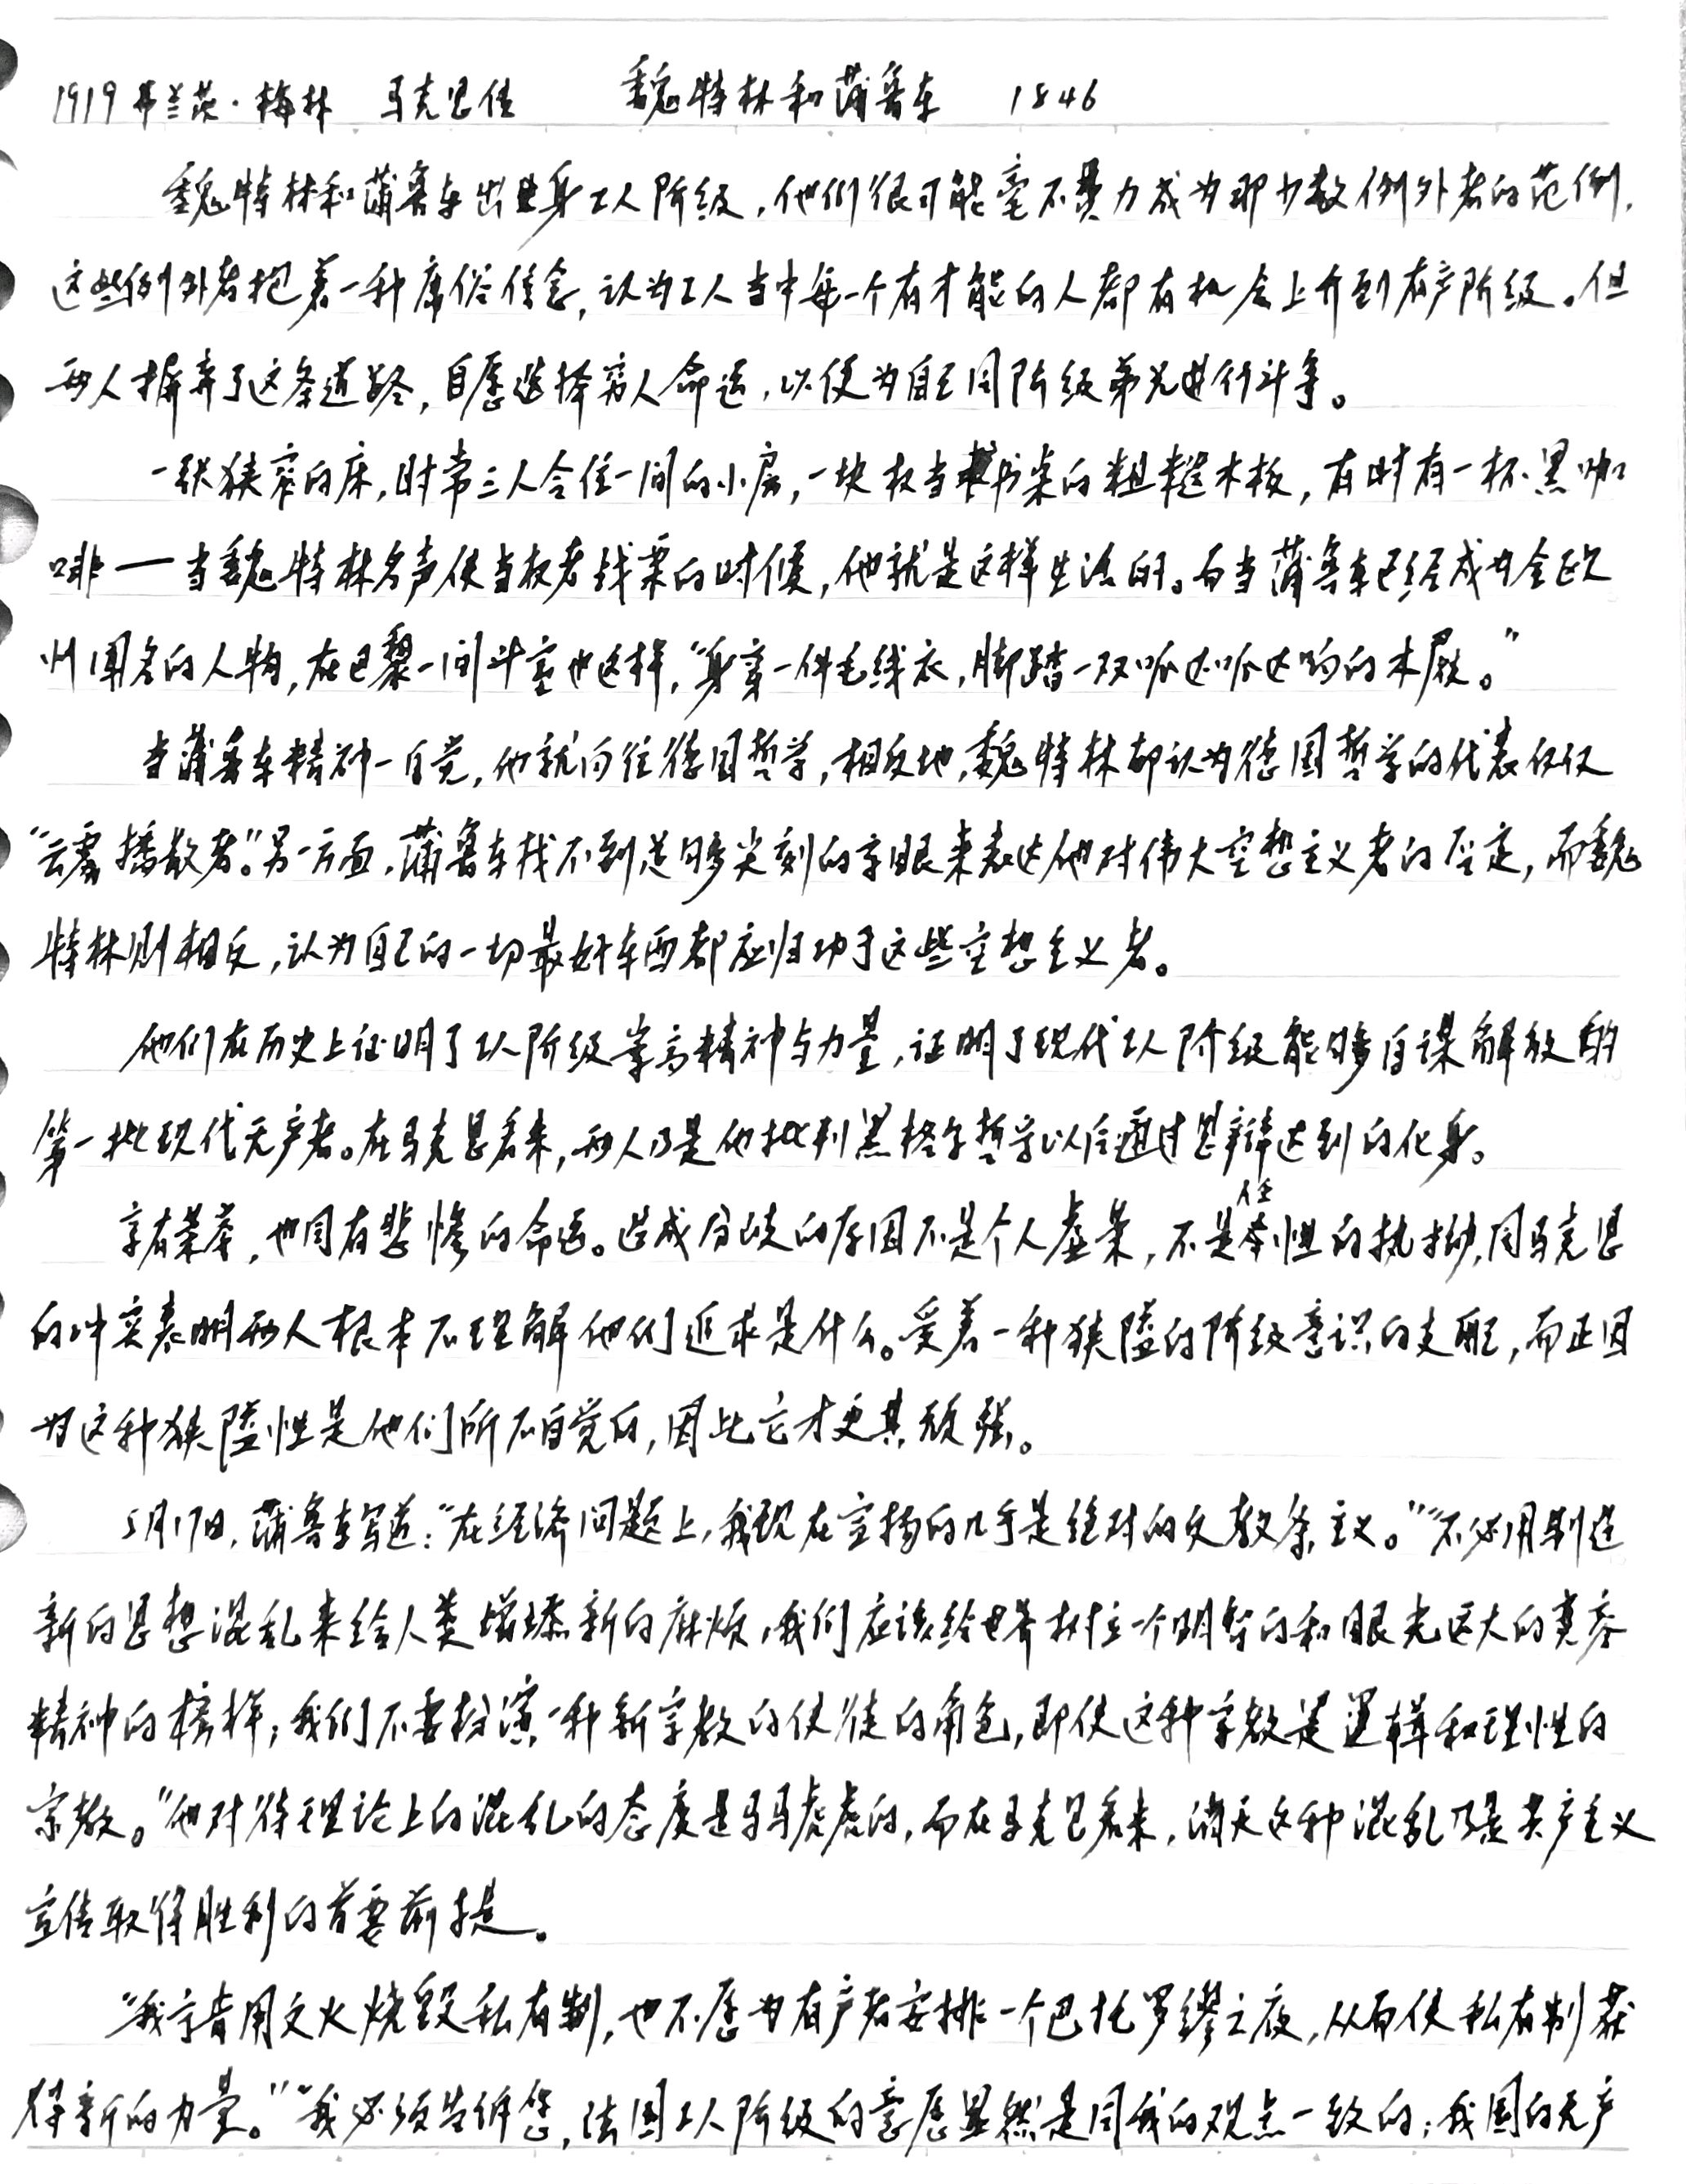 1919 弗兰茨·梅林 马克思传 魏特林和蒲鲁东 1846
魏特林和蒲鲁东出生身工人阶级，他们很可能毫不费力成为那少数例外者的范例，
这些例外者抱着一种庸俗信念，认为工人当中每一个有才能的人都有机会上升到有产阶级。但
两人摒弃了这条道路，自愿选择穷人命运，以便为自己同阶级弟兄进行斗争。
一张狭窄的床，时常三人合住一间的小房，一块权当书桌的粗糙木板，有时有一杯黑咖
啡——当魏特林名声使当权者战栗的时候，他就是这样生活的。而当蒲鲁东已经成为全欧
州闻名的人物，在巴黎一间斗室也这样，“身穿一件毛绒衣，脚踏一双呱达呱达响的木屐。”
当蒲鲁东精神一自觉，他就向往德国哲学，相反地，魏特林却认为德国哲学的代表仅仅
“云雾播散者”。另一方面，蒲鲁东找不到足够尖刻的字眼来表达他对伟大空想主义者的否定，而魏
特林则相反，认为自己的一切最好东西都应归功于这些空想主义者。
他们在历史上证明了工人阶级崇高精神与力量，证明了现代工人阶级能够自谋解放的
第一批现代无产者。在马克思看来，两人乃是他批判黑格尔哲学以后通过思辩达到的化身。
享有荣幸，也同有悲惨的命运。造成分歧的原因不是个人虚荣，不是任性的执拗，同马克思
的冲突表明两人根本不理解他们追求是什么。受着一种狭隘的阶级意识的支配，而正因
为这种狭隘性是他们所不自觉的，因此它才更其顽强。
5月17日，蒲鲁东写道：“在经济问题上，我现在宣扬的几乎是绝对的反教条主义。”“不必用制造
新的思想混乱来给人类增添新的麻烦，我们应该给世界树立一个明智的和眼光远大的宽容
精神的榜样；我们不要扮演一种新宗教的使徒的角色，即使这种宗教是逻辑和理性的
宗教。”他对待理论上的混乱的态度是马马虎虎的，而在马克思看来，消灭这种混乱乃是共产主义
宣传取得胜利的首要前提。
“我宁肯用文火烧毁私有制，也不愿为有产者安排一个巴托罗缪之夜，从而使私有制获
得新的力量。”“我必须告诉您，法国工人阶级的意愿显然是同我的观点一致的；我国的无产